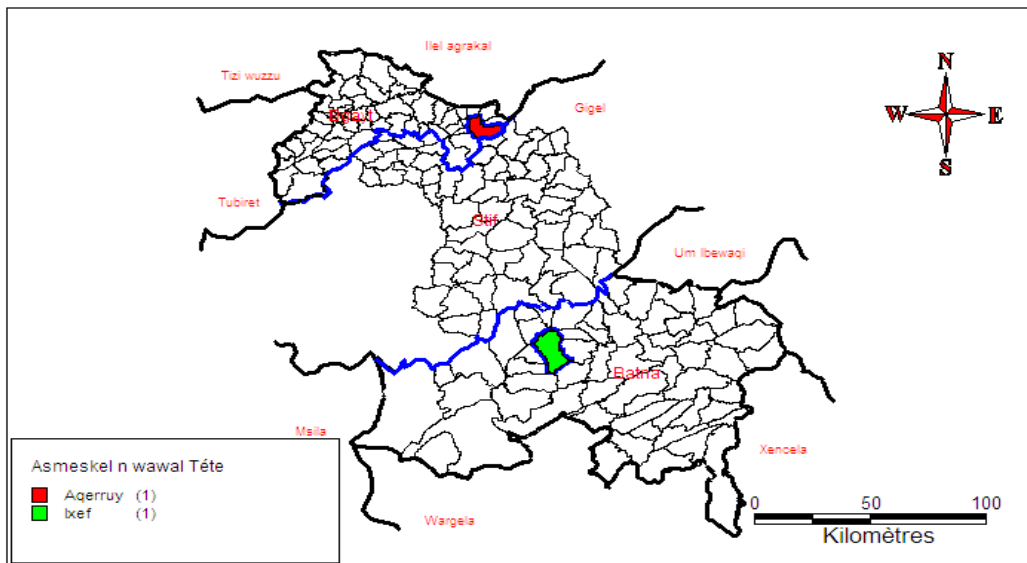 Ilel agrakal
Tizi wuzzu
Gigel
N
W E
S
Bgayt
Tubiret
Stif
Um lbewaqi
Batna
Msila
Xencela
Wargela
Asmeskel n wawal Téte
Aqerruy (1)
Ixef (1)
0 50 100
Kilomètres